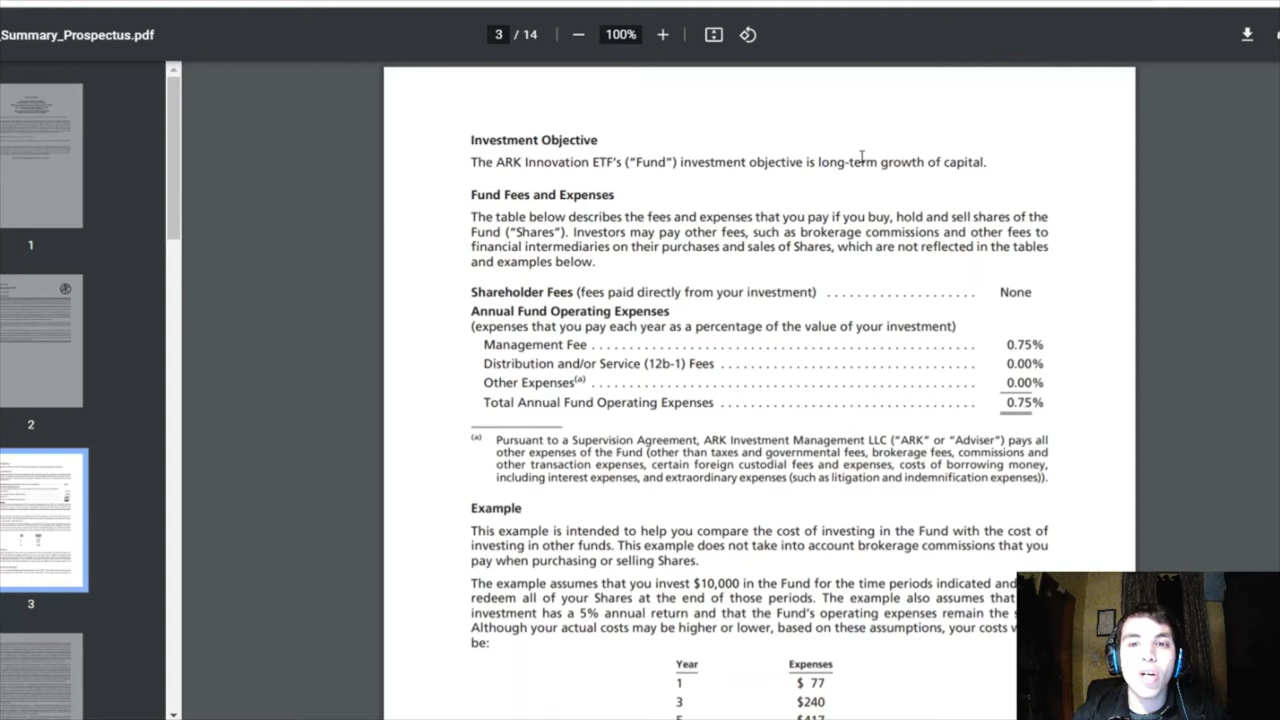 _Summary_Prospectus.pdf
3 / 14
100%
1
2
3
Investment Objective
The ARK Innovation ETF's (“Fund”) investment objective is long-term growth of capital.
Fund Fees and Expenses
The table below describes the fees and expenses that you pay if you buy, hold and sell shares of the
Fund (“Shares”). Investors may pay other fees, such as brokerage commissions and other fees to
financial intermediaries on their purchases and sales of Shares, which are not reflected in the tables
and examples below.
Shareholder Fees (fees paid directly from your investment) . . . . . . . . . . . . . . . . . . . . None
Annual Fund Operating Expenses
(expenses that you pay each year as a percentage of the value of your investment)
Management Fee . . . . . . . . . . . . . . . . . . . . . . . . . . . . . . . . . . . . . . . . . . . . . . . . . . . . 0.75%
Distribution and/or Service (12b-1) Fees . . . . . . . . . . . . . . . . . . . . . . . . . . . . . . . . . . . 0.00%
Other Expenses(a) . . . . . . . . . . . . . . . . . . . . . . . . . . . . . . . . . . . . . . . . . . . . . . . . . . . . 0.00%
Total Annual Fund Operating Expenses . . . . . . . . . . . . . . . . . . . . . . . . . . . . . . . . . . . 0.75%
(a) Pursuant to a Supervision Agreement, ARK Investment Management LLC (“ARK” or “Adviser”) pays all
other expenses of the Fund (other than taxes and governmental fees, brokerage fees, commissions and
other transaction expenses, certain foreign custodial fees and expenses, costs of borrowing money,
including interest expenses, and extraordinary expenses (such as litigation and indemnification expenses)).
Example
This example is intended to help you compare the cost of investing in the Fund with the cost of
investing in other funds. This example does not take into account brokerage commissions that you
pay when purchasing or selling Shares.
The example assumes that you invest $10,000 in the Fund for the time periods indicated and
redeem all of your Shares at the end of those periods. The example also assumes that
investment has a 5% annual return and that the Fund's operating expenses remain the
Although your actual costs may be higher or lower, based on these assumptions, your costs
be:
Year Expenses
1 $ 77
3 $240